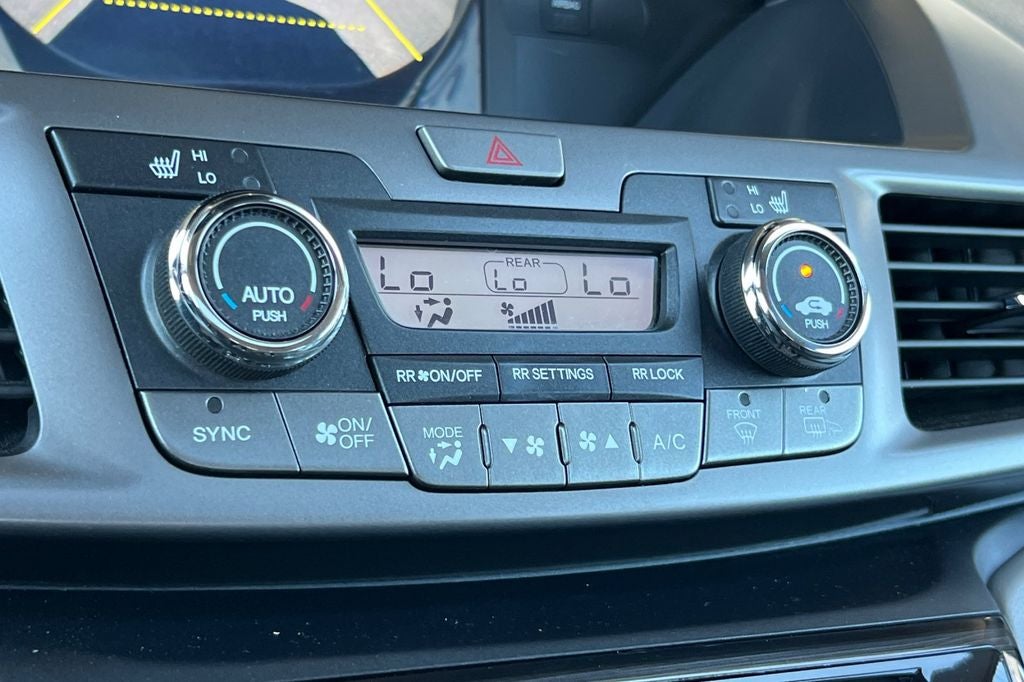 HI
LO
HI
LO
AUTO
PUSH
Lo
REAR
Lo
Lo
PUSH
RR ON/OFF
RR SETTINGS
RR LOCK
SYNC
ON/
OFF
MODE
A/C
FRONT
REAR